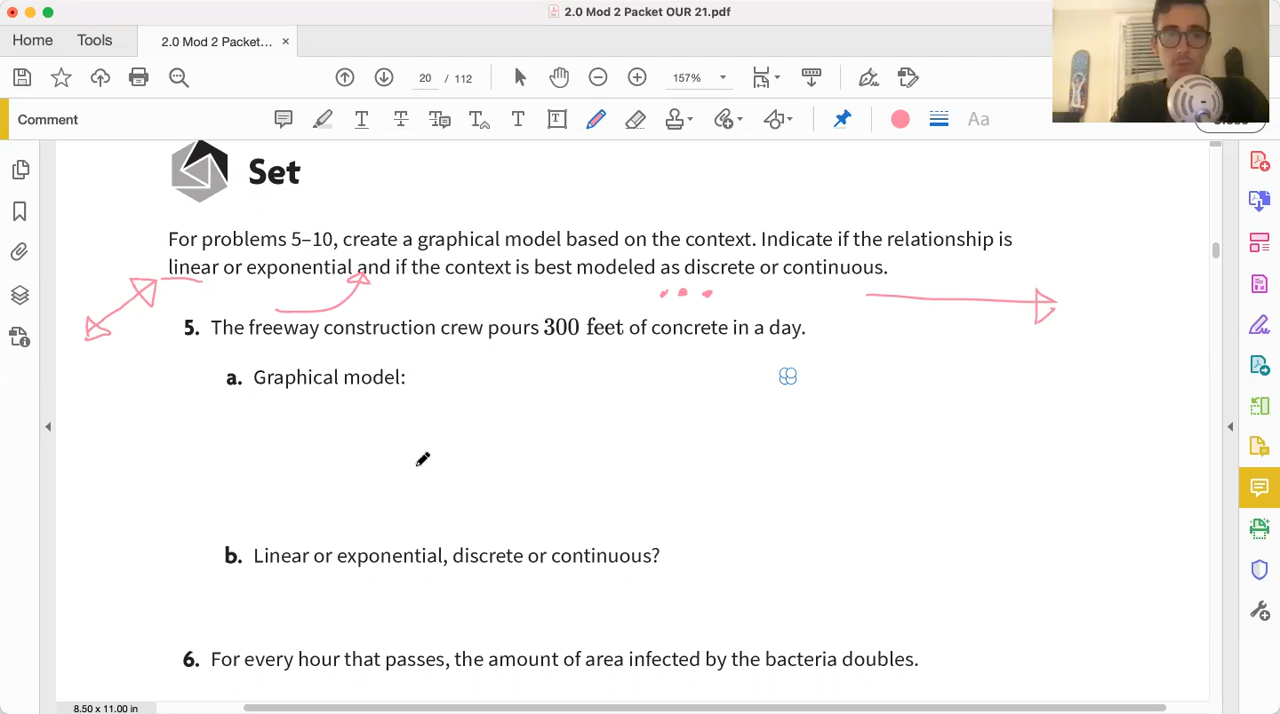 2.0 Mod 2 Packet OUR 21.pdf
Home Tools 2.0 Mod 2 Packet... ×
20 / 112 157%
Comment Aa
Set
For problems 5–10, create a graphical model based on the context. Indicate if the relationship is
linear or exponential and if the context is best modeled as discrete or continuous.
5. The freeway construction crew pours 300 feet of concrete in a day.
a. Graphical model:
b. Linear or exponential, discrete or continuous?
6. For every hour that passes, the amount of area infected by the bacteria doubles.
8.50 x 11.00 in